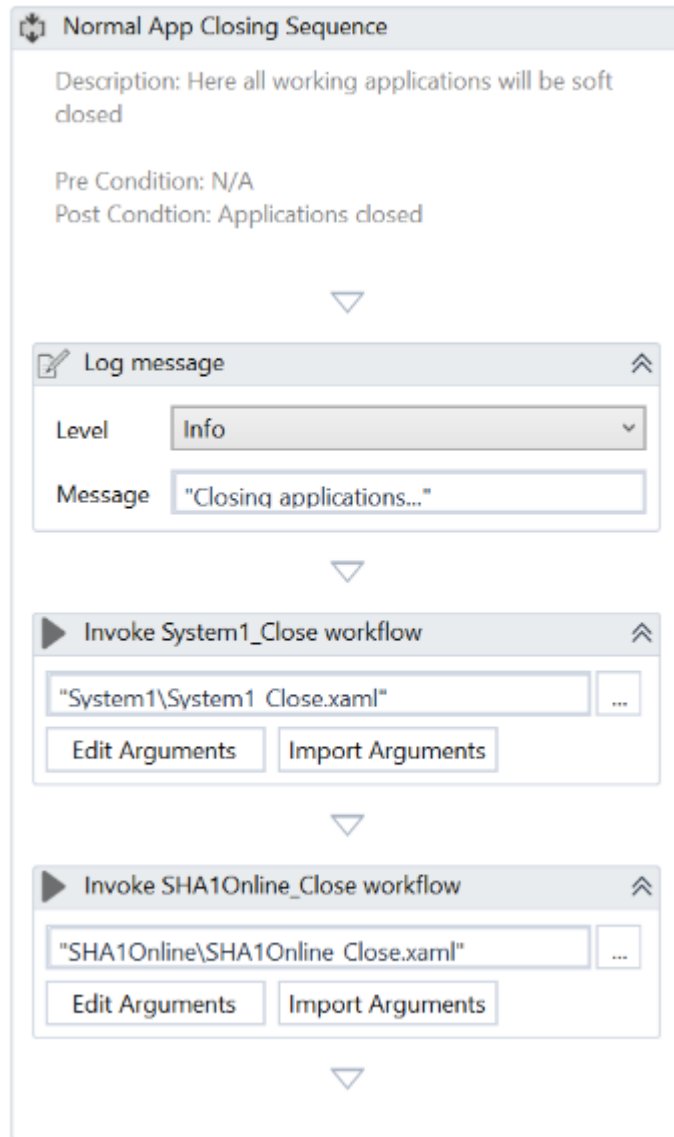 Normal App Closing Sequence
Description: Here all working applications will be soft
closed
Pre Condition: N/A
Post Condtion: Applications closed
Log message
Level Info
Message "Closing applications..."
Invoke System1_Close workflow
"System1\System1 Close.xaml" ...
Edit Arguments Import Arguments
Invoke SHA1Online_Close workflow
"SHA1Online\SHA1Online Close.xaml" ...
Edit Arguments Import Arguments